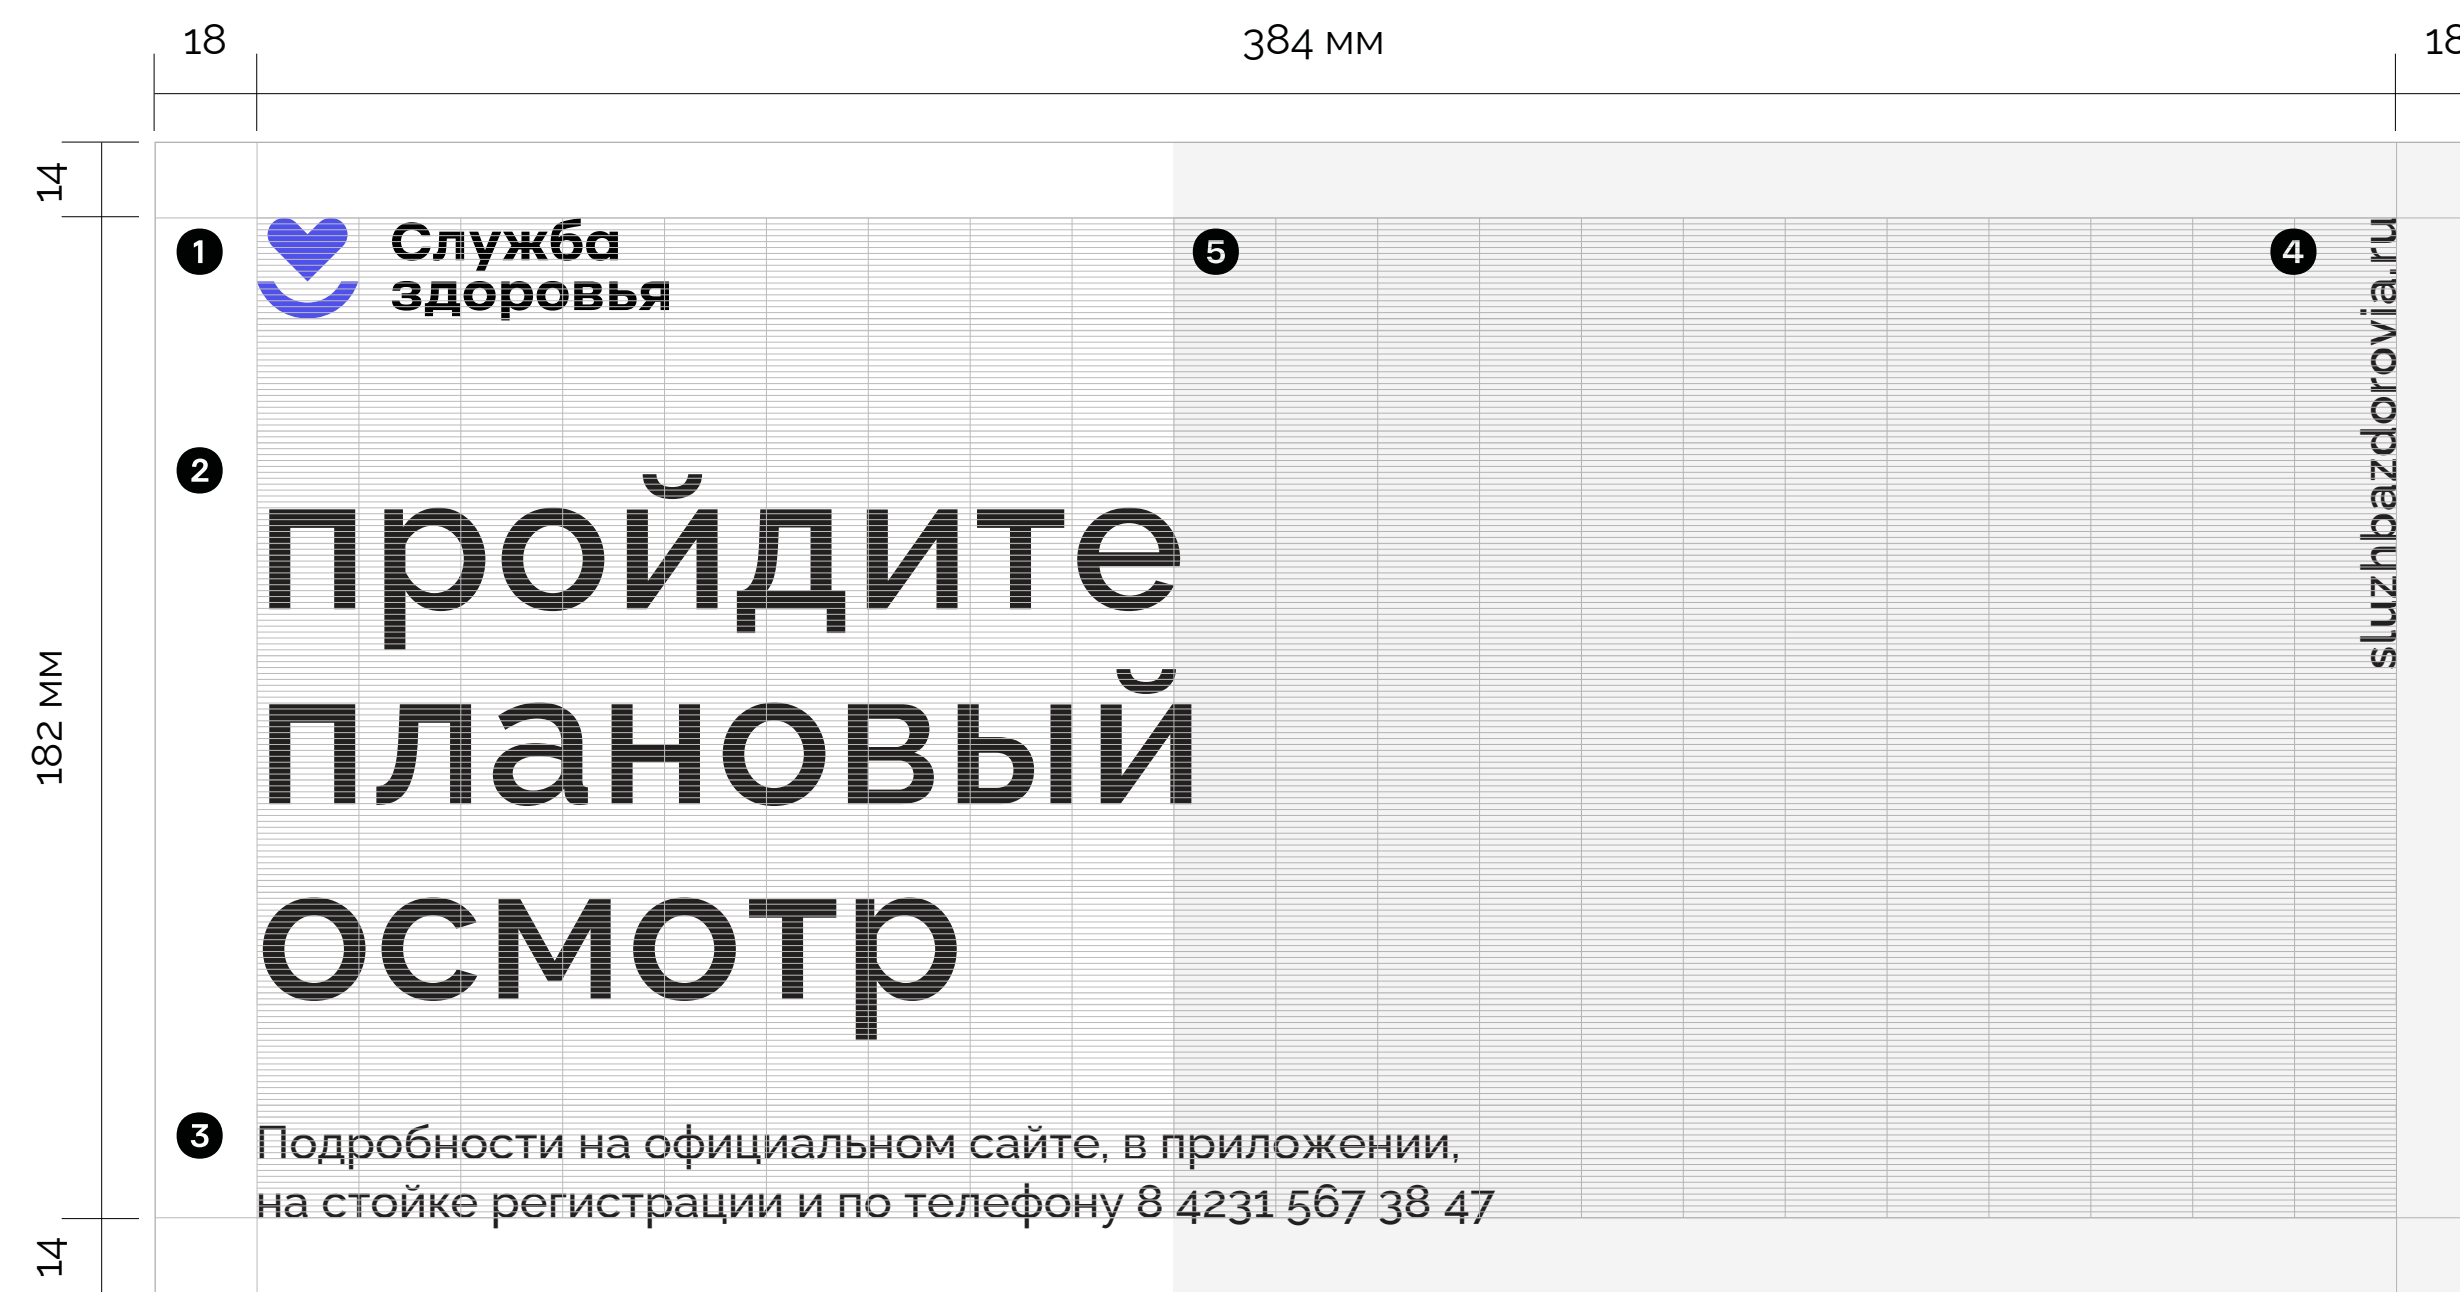 18
384 мм
18
14
1
Служба
здоровья
5
4
sluzhbazdorovia.ru
2
пройдите
плановый
осмотр
182 мм
3
Подробности на официальном сайте, в приложении,
на стойке регистрации и по телефону 8 4231 567 38 47
14